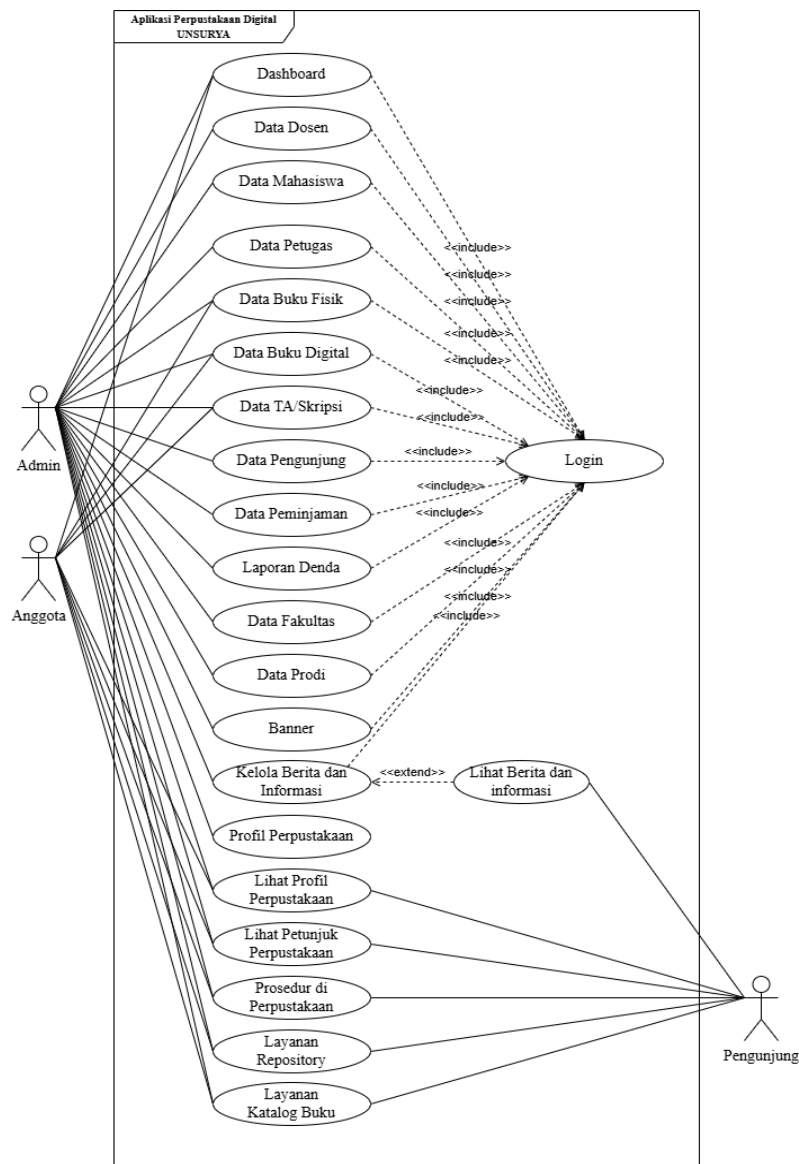 Aplikasi Perpustakaan Digital
UNSURYA
Dashboard
Data Dosen
Data Mahasiswa
Data Petugas
<<include>>
<<include>>
Data Buku Fisik
<<include>>
<<include>>
Data Buku Digital
<<include>>
Admin
Data TA/Skripsi
<<include>>
Data Pengunjung
<<include>>
Login
<<include>>
Data Peminjaman
<<include>>
Anggota
Laporan Denda
<<include>>
<<include>>
Data Fakultas
<<include>>
<<include>>
Data Prodi
Banner
Kelola Berita dan
Informasi
<<extend>>
Lihat Berita dan
informasi
Profil Perpustakaan
Lihat Profil
Perpustakaan
Lihat Petunjuk
Perpustakaan
Prosedur di
Perpustakaan
Pengunjung
Layanan
Repository
Layanan
Katalog Buku